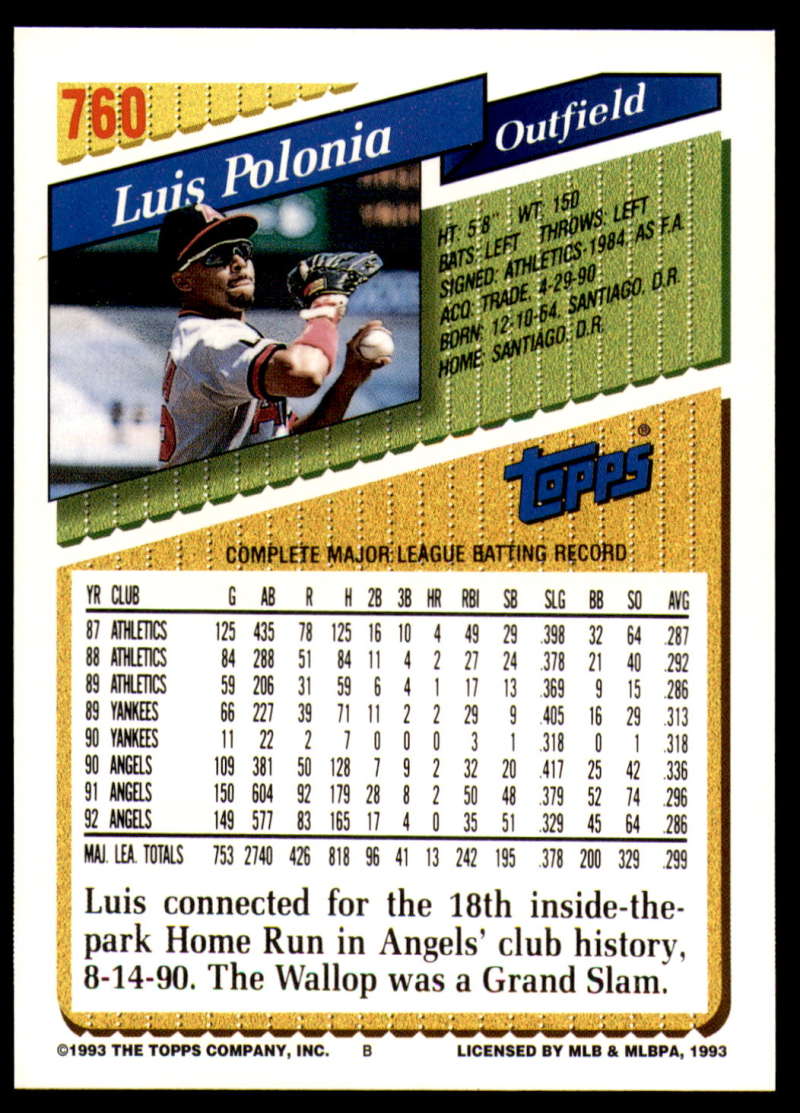 760
Luis Polonia
Outfield
HT: 5'8" WT: 150
BATS: LEFT THROWS: LEFT
SIGNED: ATHLETICS-1984, AS F.A.
ACQ: TRADE, 4-29-90
BORN: 12-10-64, SANTIAGO, D.R.
HOME: SANTIAGO, D.R.
topps®
COMPLETE MAJOR LEAGUE BATTING RECORD
YR CLUB G AB R H 2B 3B HR RBI SB SLG BB SO AVG
87 ATHLETICS 125 435 78 125 16 10 4 49 29 .398 32 64 .287
88 ATHLETICS 84 288 51 84 11 4 2 27 24 .378 21 40 .292
89 ATHLETICS 59 206 31 59 6 4 1 17 13 .369 9 15 .286
89 YANKEES 66 227 39 71 11 2 2 29 9 .405 16 29 .313
90 YANKEES 11 22 2 7 0 0 0 3 1 .318 0 1 .318
90 ANGELS 109 381 50 128 7 9 2 32 20 .417 25 42 .336
91 ANGELS 150 604 92 179 28 8 2 50 48 .379 52 74 .296
92 ANGELS 149 577 83 165 17 4 0 35 51 .329 45 64 .286
MAJ. LEA. TOTALS 753 2740 426 818 96 41 13 242 195 .378 200 329 .299
Luis connected for the 18th inside-the-
park Home Run in Angels' club history,
8-14-90. The Wallop was a Grand Slam.
©1993 THE TOPPS COMPANY, INC. B LICENSED BY MLB & MLBPA, 1993